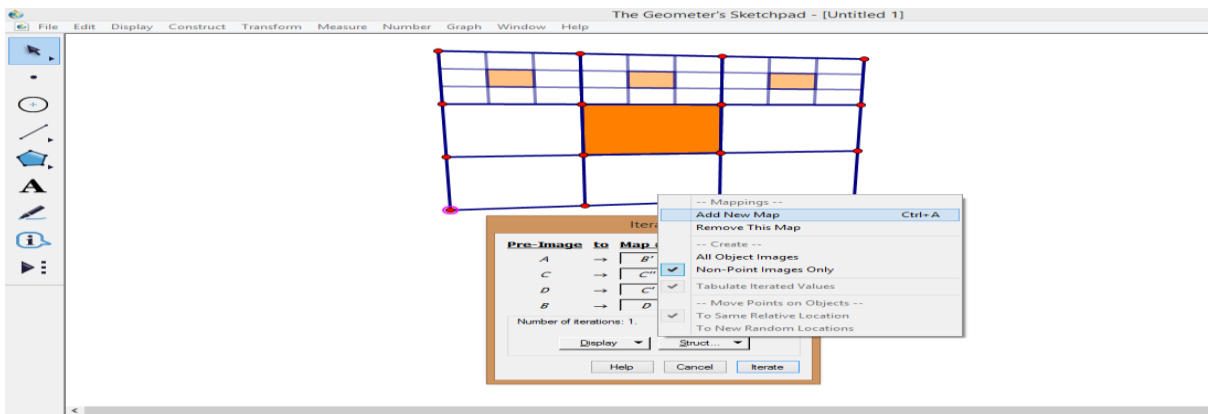 The Geometer's Sketchpad - [Untitled 1]
File Edit Display Construct Transform Measure Number Graph Window Help
A
-- Mappings --
Add New Map Ctrl+A
Remove This Map
-- Create --
All Object Images
Non-Point Images Only
Tabulate Iterated Values
-- Move Points on Objects --
To Same Relative Location
To New Random Locations
Pre-Image to Map
A → B'
C → C''
D → C'
B → D
Number of iterations: 1.
Display Struct...
Help Cancel Iterate